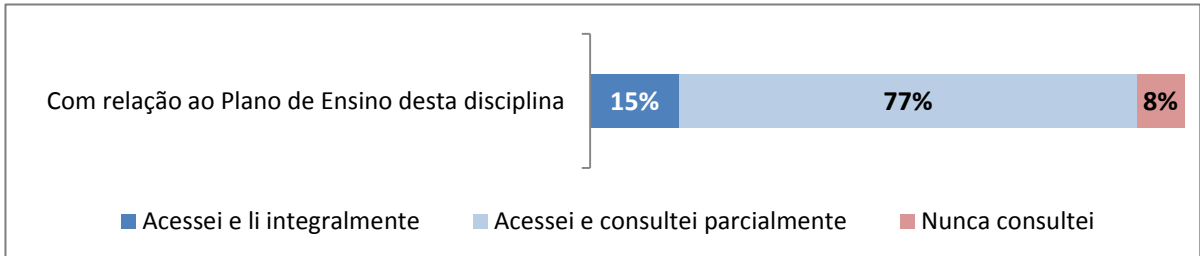 Com relação ao Plano de Ensino desta disciplina 15% 77% 8%
Acessei e li integralmente Acessei e consultei parcialmente Nunca consultei